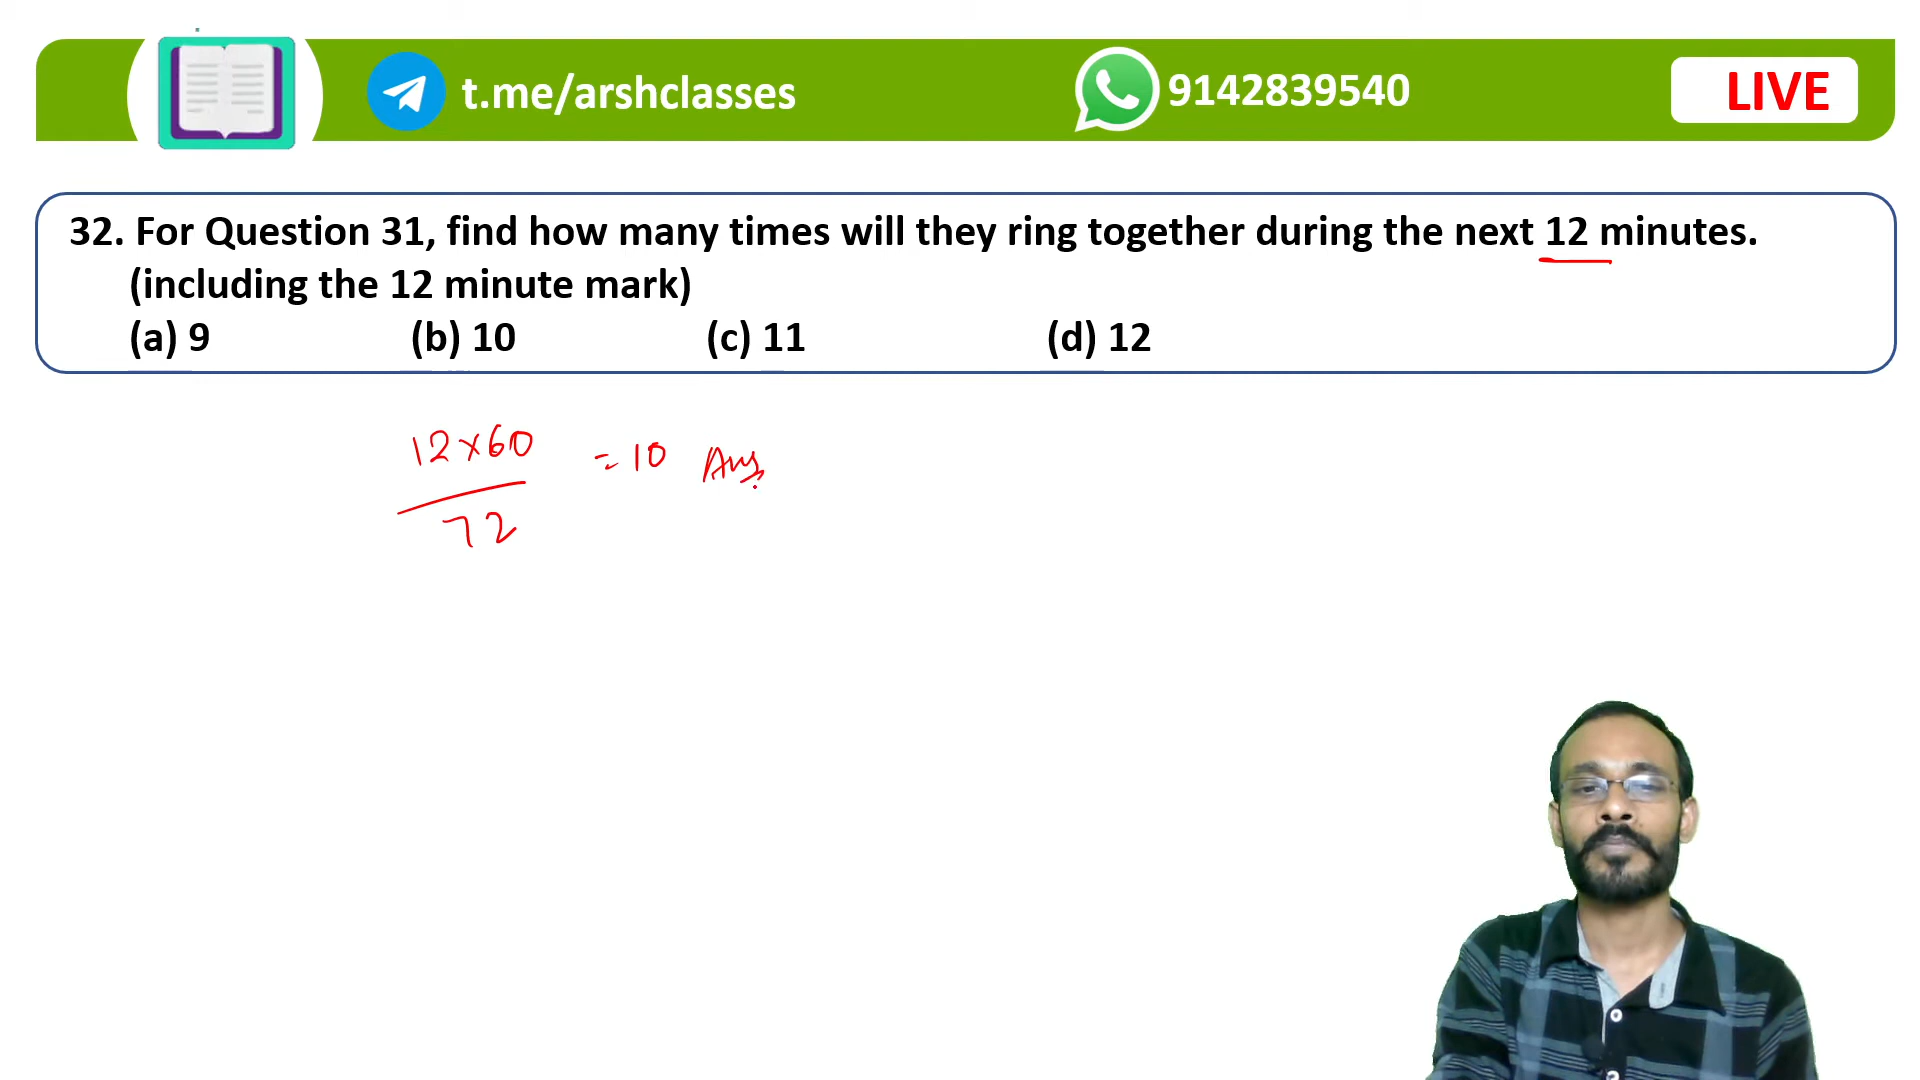 t.me/arshclasses
9142839540
LIVE
32. For Question 31, find how many times will they ring together during the next 12 minutes.
(including the 12 minute mark)
(a) 9 (b) 10 (c) 11 (d) 12
12×60
= 10 Ans
72